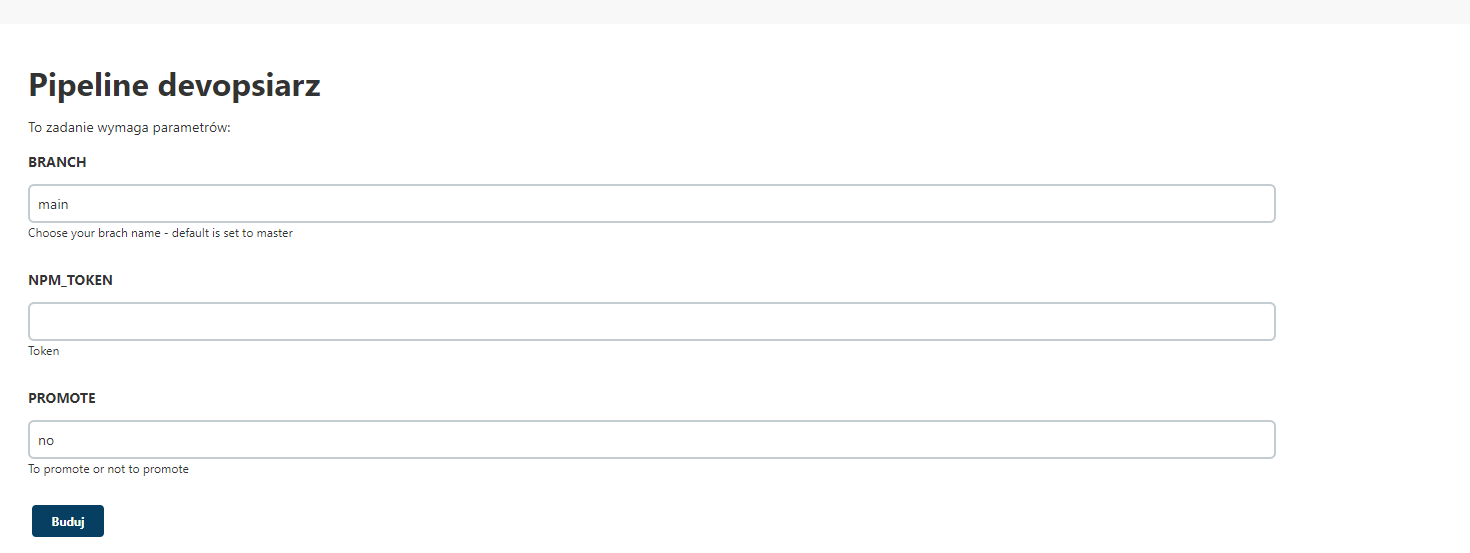 Pipeline devopsiarz
To zadanie wymaga parametrów:
BRANCH
main
Choose your brach name - default is set to master
NPM_TOKEN
Token
PROMOTE
no
To promote or not to promote
Buduj